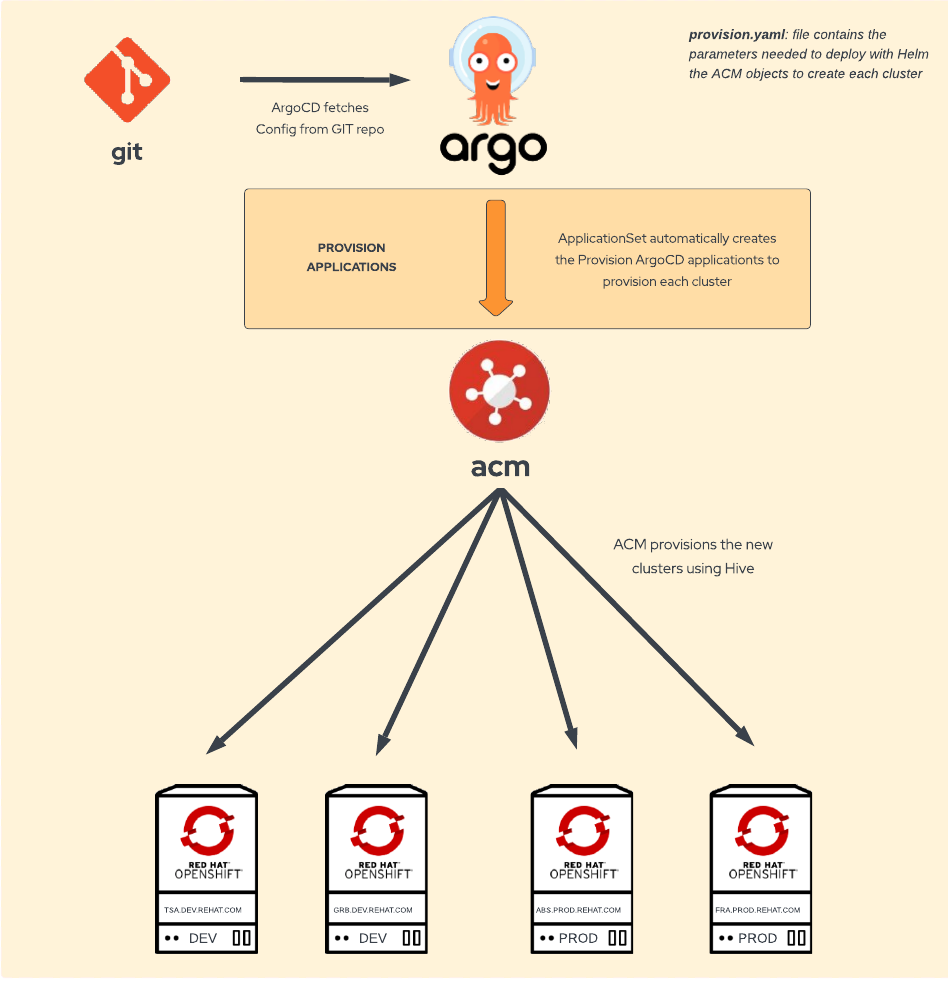 provision.yaml: file contains the
parameters needed to deploy with Helm
the ACM objects to create each cluster
git
ArgoCD fetches
Config from GIT repo
argo
PROVISION
APPLICATIONS
ApplicationSet automatically creates
the Provision ArgoCD applicationts to
provision each cluster
acm
ACM provisions the new
clusters using Hive
RED HAT
OPENSHIFT
TSA.DEV.REHAT.COM
DEV
RED HAT
OPENSHIFT
GRB.DEV.REHAT.COM
DEV
RED HAT
OPENSHIFT
ABS.PROD.REHAT.COM
PROD
RED HAT
OPENSHIFT
FRA.PROD.REHAT.COM
PROD